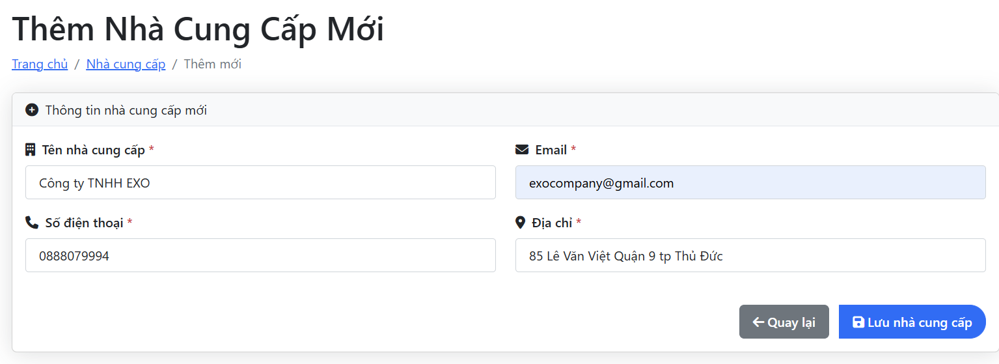 Thêm Nhà Cung Cấp Mới
Trang chủ / Nhà cung cấp / Thêm mới
Thông tin nhà cung cấp mới
Tên nhà cung cấp *
Email *
Công ty TNHH EXO
exocompany@gmail.com
Số điện thoại *
Địa chỉ *
0888079994
85 Lê Văn Việt Quận 9 tp Thủ Đức
Quay lại
Lưu nhà cung cấp